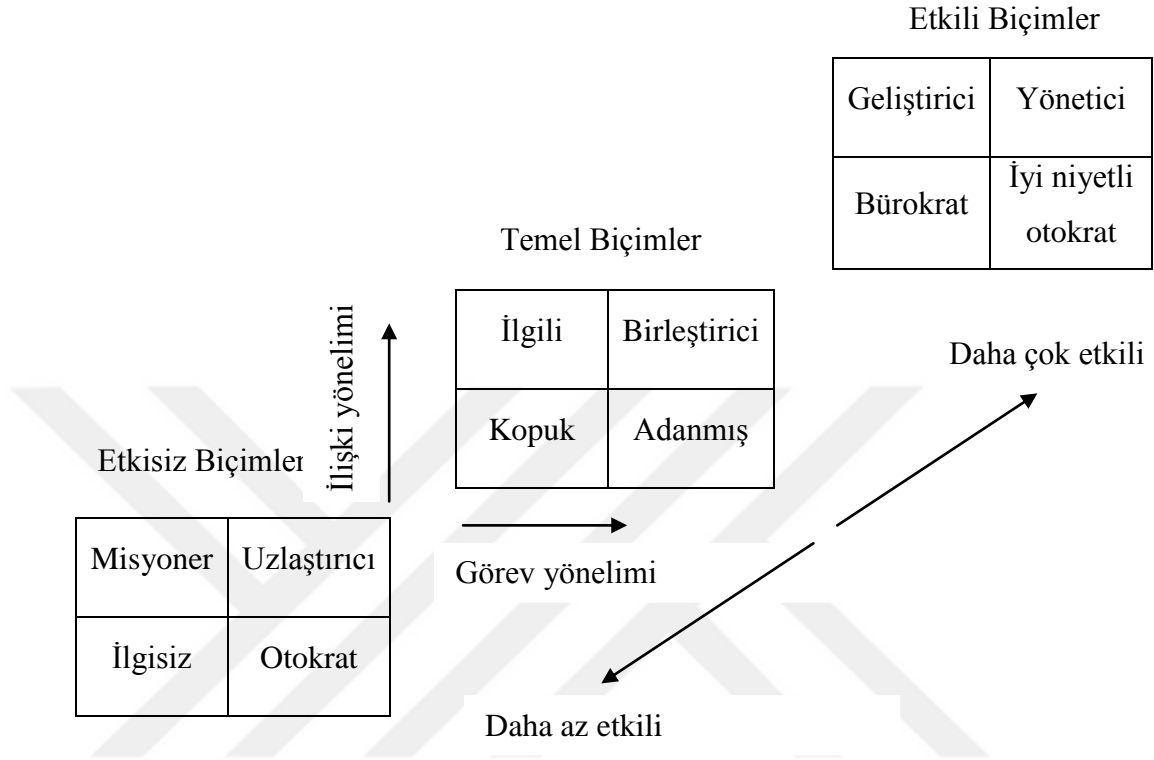 Etkili Biçimler
Geliştirici
Yönetici
Bürokrat
İyi niyetli
otokrat
Temel Biçimler
İlgili
Birleştirici
Kopuk
Adanmış
İlişki yönelimi
Görev yönelimi
Daha çok etkili
Etkisiz Biçimler
Misyoner
Uzlaştırıcı
İlgisiz
Otokrat
Daha az etkili